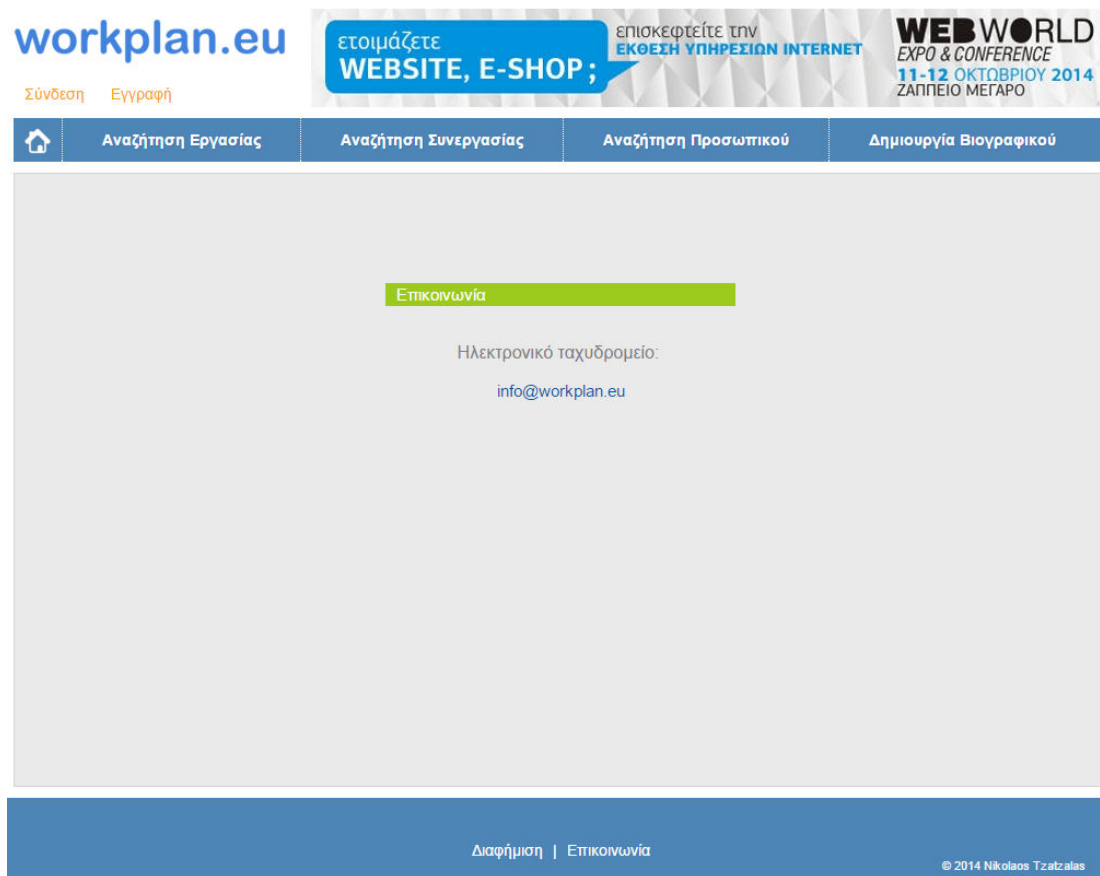 workplan.eu
Σύνδεση Εγγραφή
ετοιμάζετε
WEBSITE, E-SHOP ;
επισκεφτείτε την
ΕΚΘΕΣΗ ΥΠΗΡΕΣΙΩΝ INTERNET
WEB WORLD
EXPO & CONFERENCE
11-12 ΟΚΤΩΒΡΙΟΥ 2014
ΖΑΠΠΕΙΟ ΜΕΓΑΡΟ
Αναζήτηση Εργασίας Αναζήτηση Συνεργασίας Αναζήτηση Προσωπικού Δημιουργία Βιογραφικού
Επικοινωνία
Ηλεκτρονικό ταχυδρομείο:
info@workplan.eu
Διαφήμιση | Επικοινωνία
© 2014 Nikolaos Tzatzalas